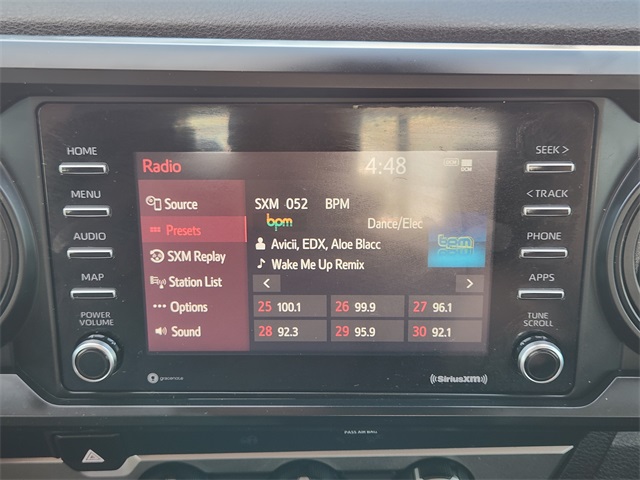 HOME
MENU
AUDIO
MAP
POWER
VOLUME
Radio
4:48
DCM
Source
Presets
SXM Replay
Station List
Options
Sound
SXM 052 BPM
bpm
Dance/Elec
Avicii, EDX, Aloe Blacc
Wake Me Up Remix
bpm
< >
25 100.1 26 99.9 27 96.1
28 92.3 29 95.9 30 92.1
SEEK >
< TRACK
PHONE
APPS
TUNE
SCROLL
gracenote
((SiriusXM))
PASS AIR BAG